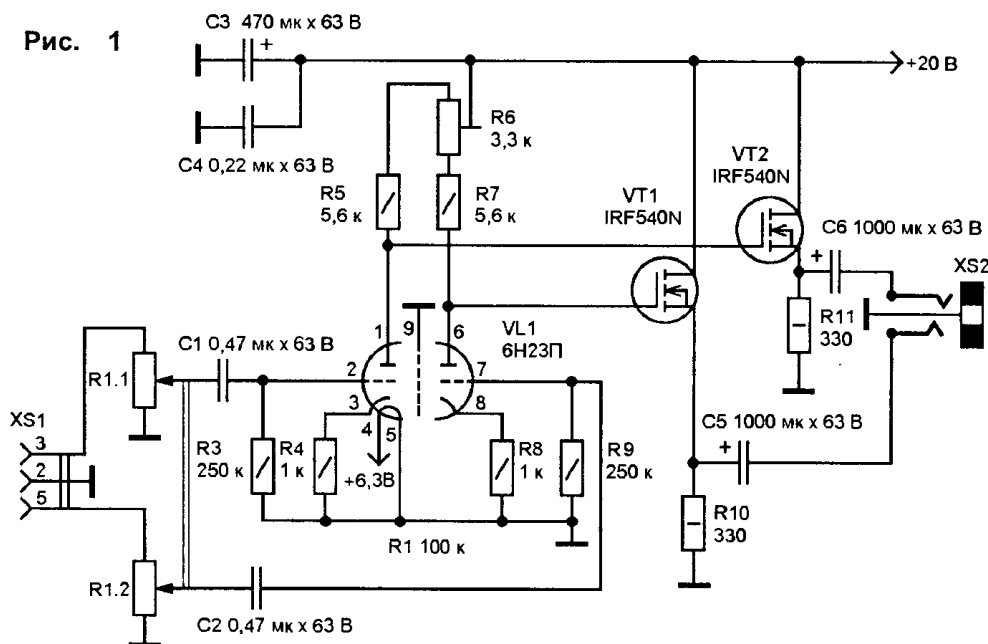 Рис. 1
C3 470 мк x 63 В
+
+20 В
C4 0,22 мк x 63 В
R6
3,3 к
R5
5,6 к
R7
5,6 к
VT2
IRF540N
VT1
IRF540N
C6 1000 мк x 63 В
+
XS2
R11
330
1
9
6
VL1
6Н23П
C1 0,47 мк x 63 В
2
7
3
8
4
5
R1.1
XS1
3
2
5
R3
250 к
R4
1 к
+6,3В
R8
1 к
R9
250 к
C5 1000 мк x 63 В
+
R10
330
R1 100 к
R1.2
C2 0,47 мк x 63 В